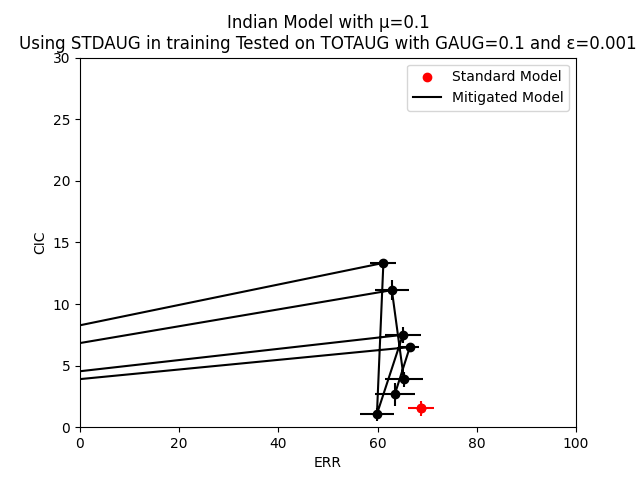 Indian Model with μ=0.1
Using STDAUG in training Tested on TOTAUG with GAUG=0.1 and ε=0.001
Standard Model
Mitigated Model
30
25
20
15
10
5
0
CIC
0 20 40 60 80 100
ERR